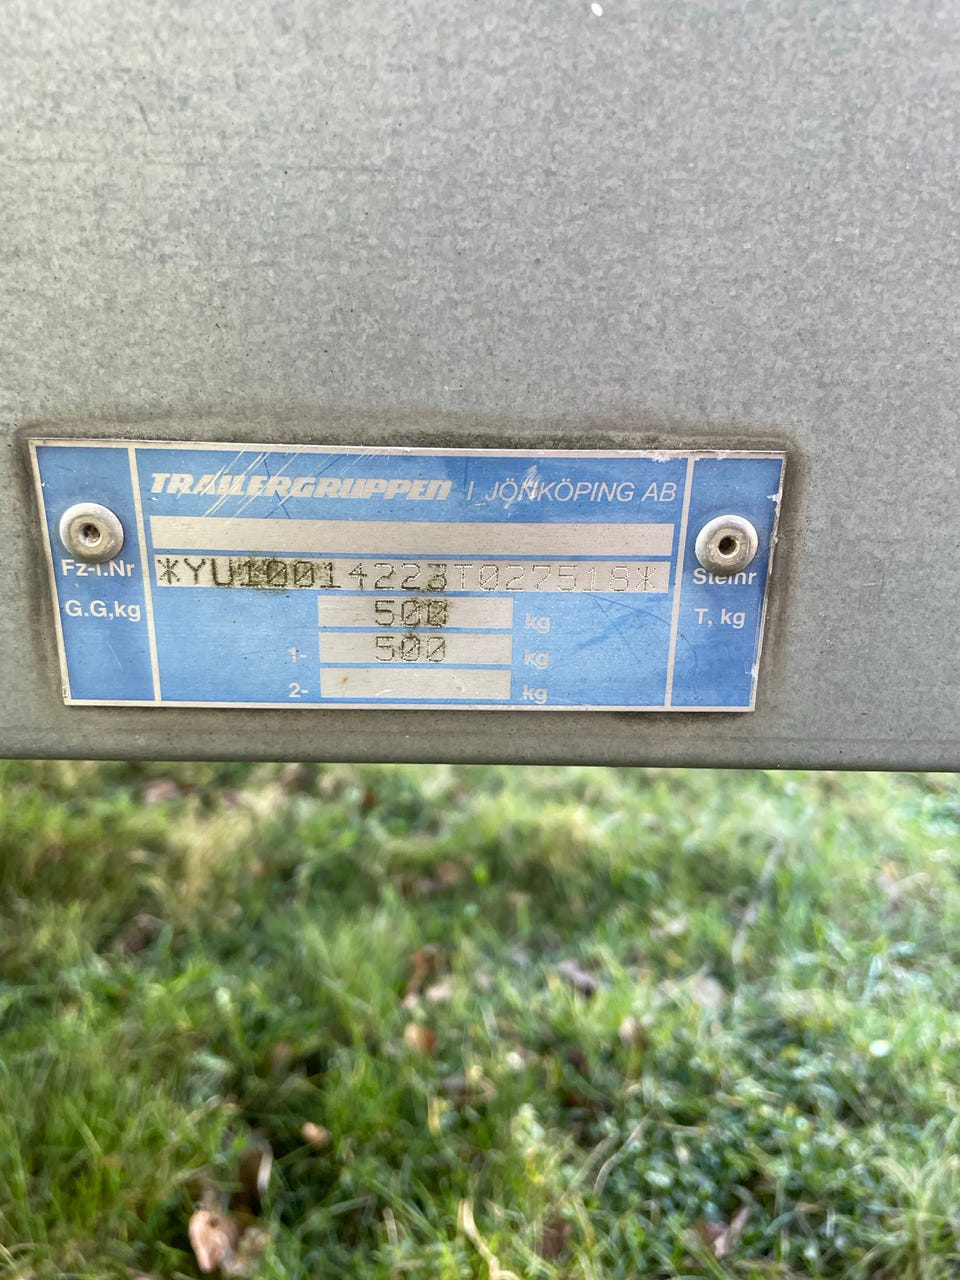 TRAILERGRUPPEN I JÖNKÖPING AB
Fz-I.Nr *YU10014223T027518* Stelnr
G.G,kg 500 kg T, kg
1- 500 kg
2- kg